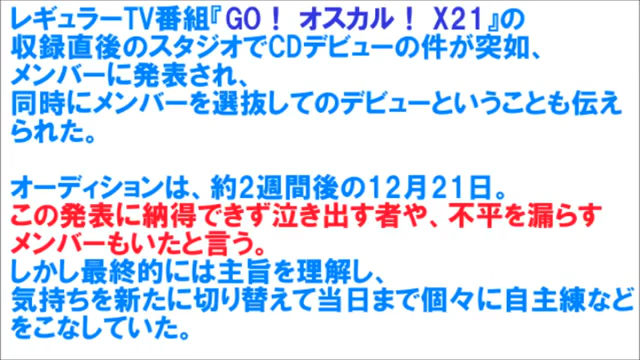 レギュラーTV番組『GO！ オスカル！ X21』の
収録直後のスタジオでCDデビューの件が突如、
メンバーに発表され、
同時にメンバーを選抜してのデビューということも伝え
られた。
オーディションは、約2週間後の12月21日。
この発表に納得できず泣き出す者や、不平を漏らす
メンバーもいたと言う。
しかし最終的には主旨を理解し、
気持ちを新たに切り替えて当日まで個々に自主練など
をこなしていた。